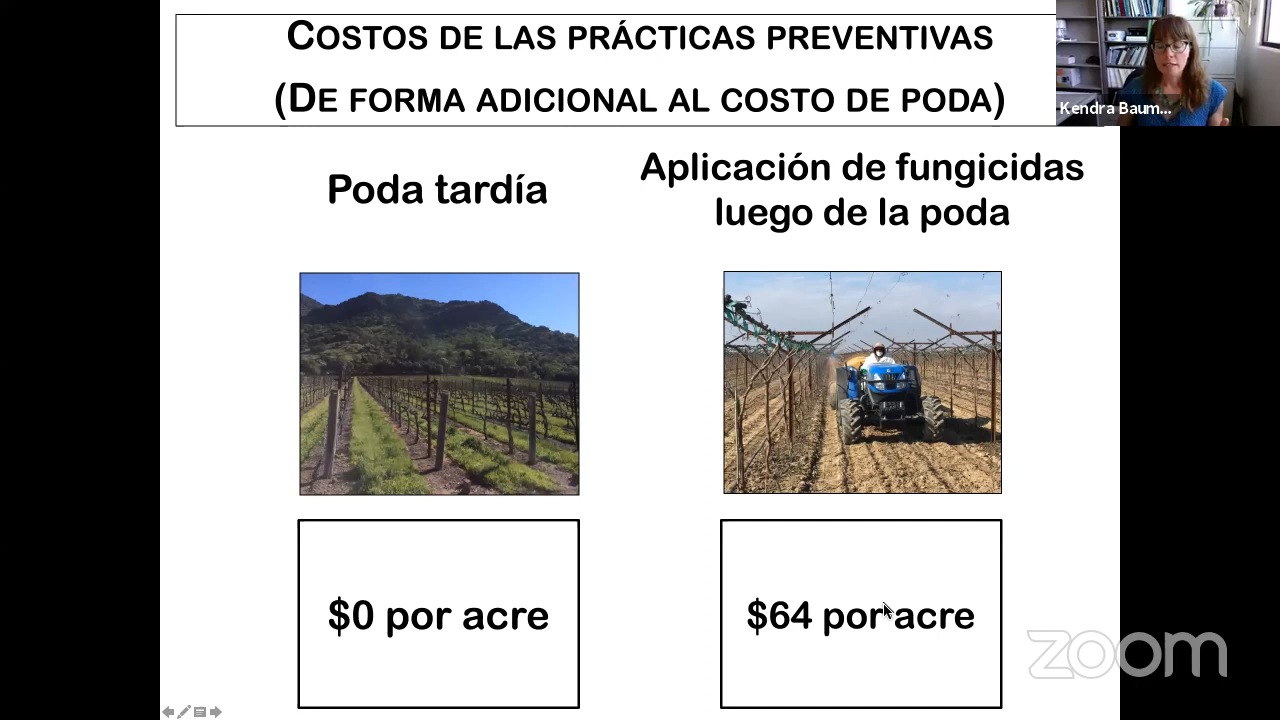 COSTOS DE LAS PRÁCTICAS PREVENTIVAS
(DE FORMA ADICIONAL AL COSTO DE PODA)
Kendra Baum...
Poda tardía
Aplicación de fungicidas
luego de la poda
$0 por acre
$64 por acre
zoom